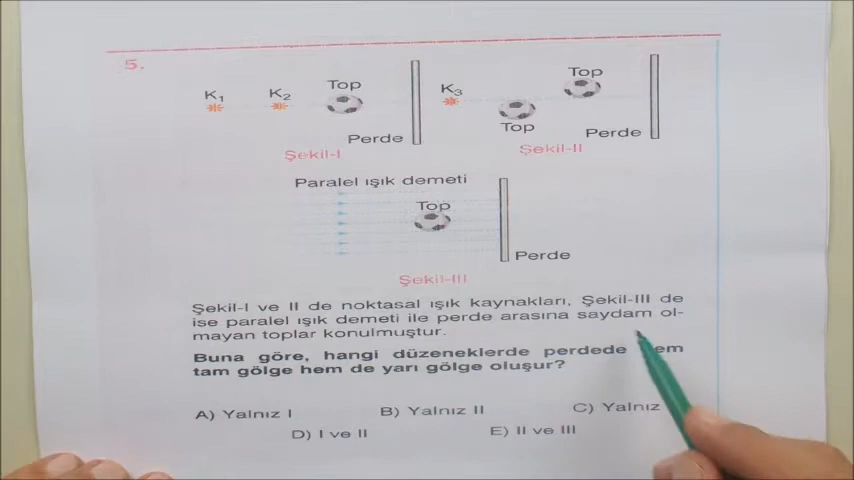 5.
K1 K2 Top
Perde
Şekil-I
K3 Top
Top
Perde
Şekil-II
Paralel ışık demeti
Top
Perde
Şekil-III
Şekil-I ve II de noktasal ışık kaynakları, Şekil-III de
ise paralel ışık demeti ile perde arasına saydam ol-
mayan toplar konulmuştur.
Buna göre, hangi düzeneklerde perdede hem
tam gölge hem de yarı gölge oluşur?
A) Yalnız I B) Yalnız II C) Yalnız
D) I ve II E) II ve III